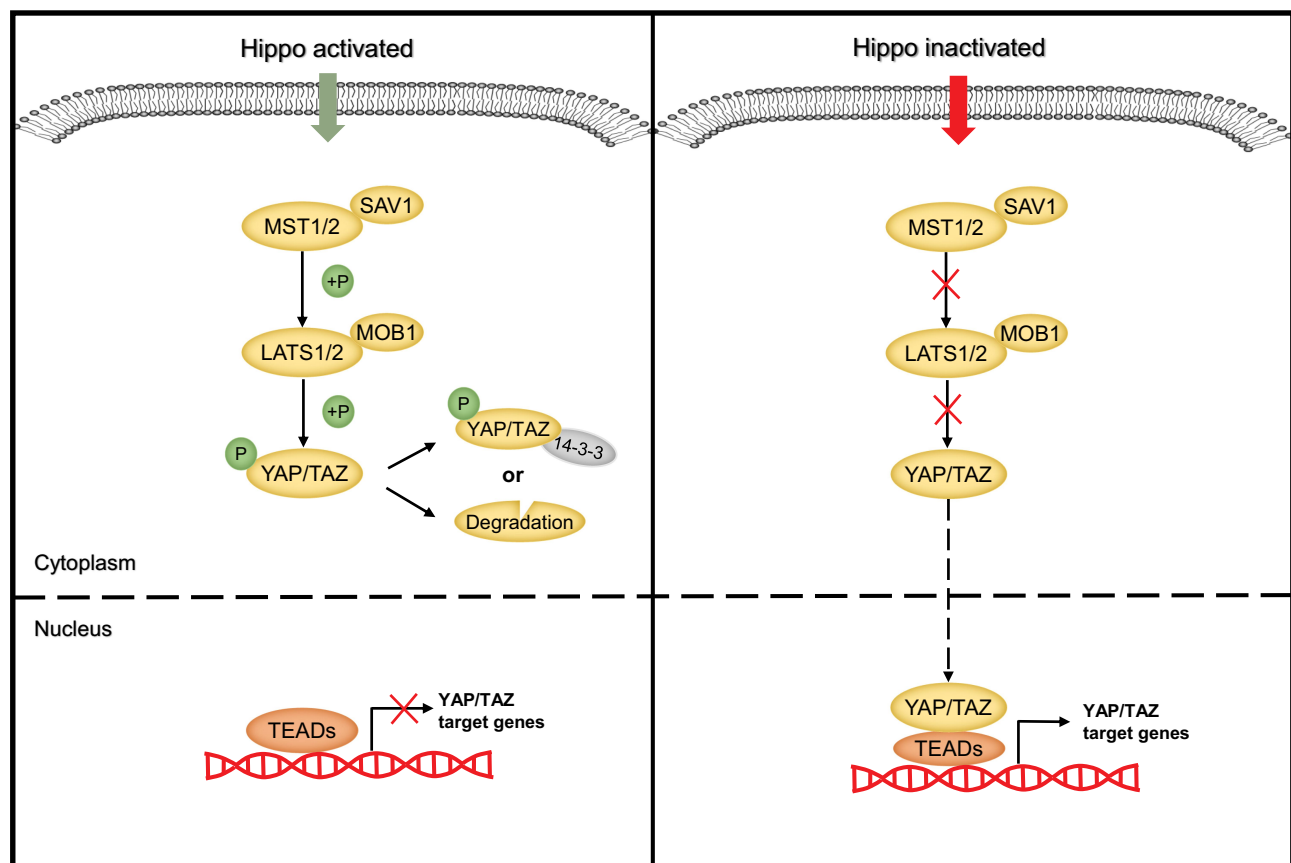 Hippo activated
SAV1
MST1/2
+P
MOB1
LATS1/2
+P
P
YAP/TAZ
P
YAP/TAZ
14-3-3
or
Degradation
Cytoplasm
Nucleus
TEADs
YAP/TAZ
target genes
Hippo inactivated
SAV1
MST1/2
MOB1
LATS1/2
YAP/TAZ
YAP/TAZ
TEADs
YAP/TAZ
target genes